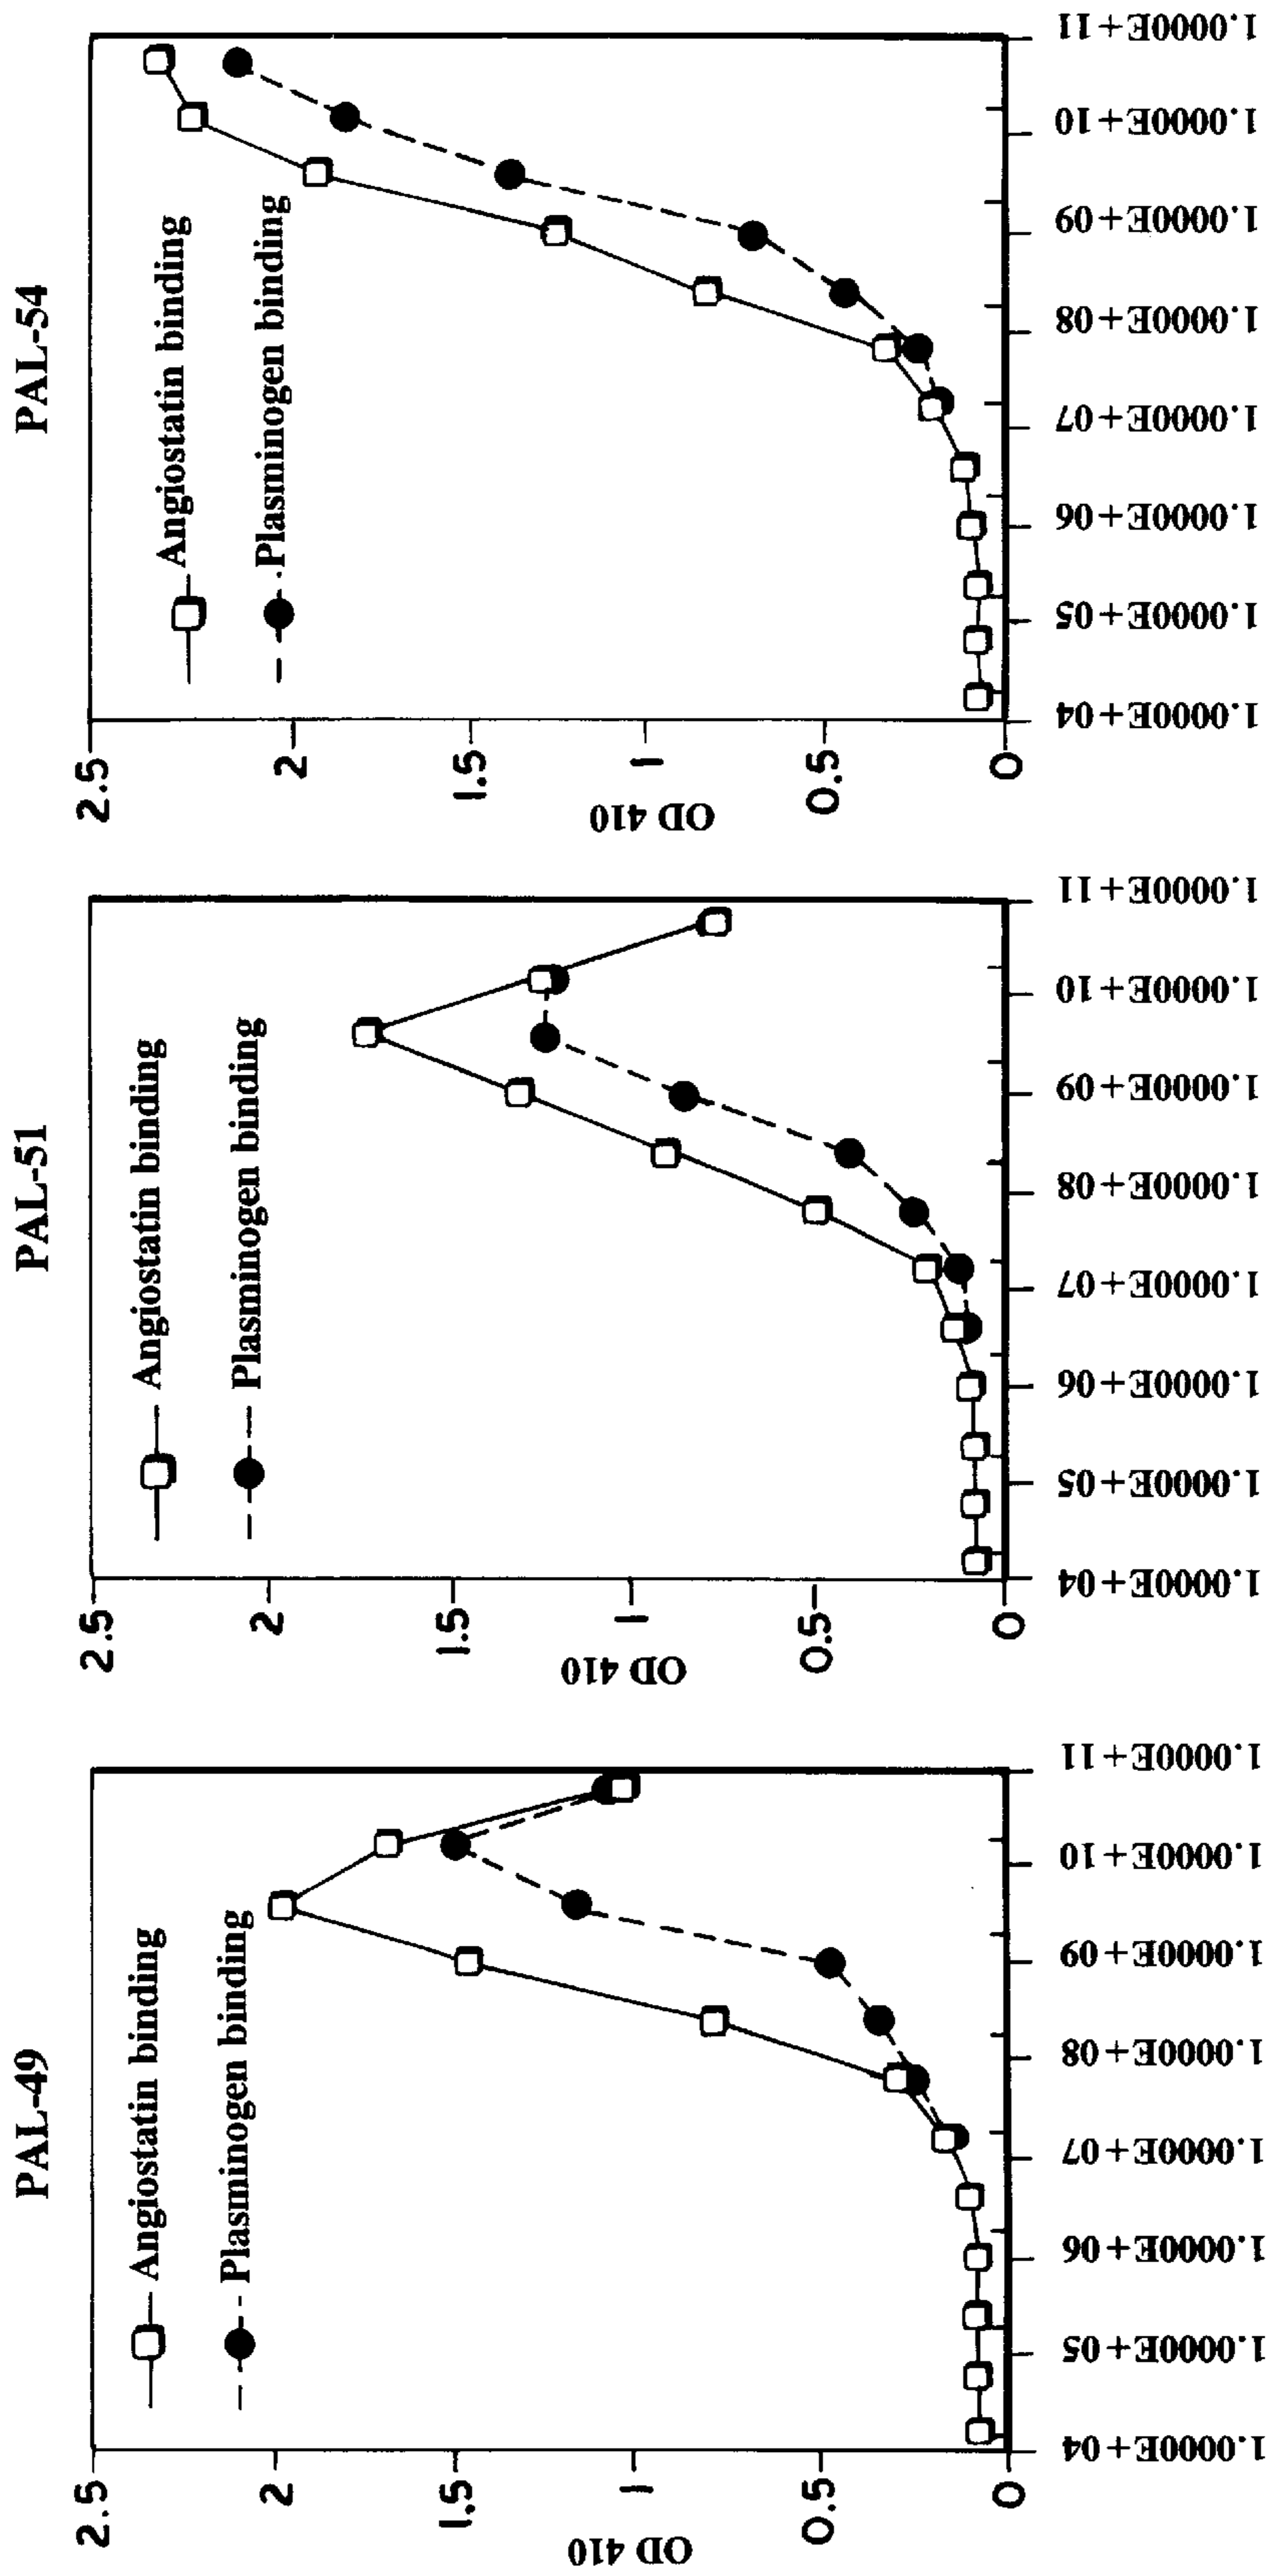 PAL-49
Angiostatin binding
Plasminogen binding
OD 410
2.5
2
1.5
1
0.5
0
1.0000E+04
1.0000E+05
1.0000E+06
1.0000E+07
1.0000E+08
1.0000E+09
1.0000E+10
1.0000E+11
PAL-51
Angiostatin binding
Plasminogen binding
OD 410
2.5
2
1.5
1
0.5
0
1.0000E+04
1.0000E+05
1.0000E+06
1.0000E+07
1.0000E+08
1.0000E+09
1.0000E+10
1.0000E+11
PAL-54
Angiostatin binding
Plasminogen binding
OD 410
2.5
2
1.5
1
0.5
0
1.0000E+04
1.0000E+05
1.0000E+06
1.0000E+07
1.0000E+08
1.0000E+09
1.0000E+10
1.0000E+11